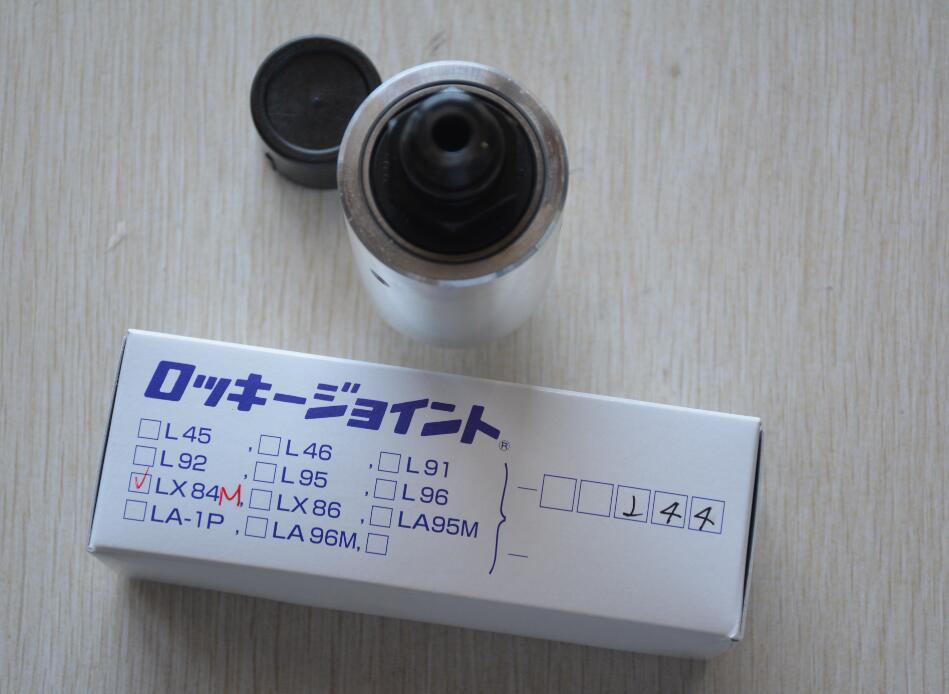 ロッキージョイント®
□L45 , □L46 , □L91
□L92 , □L95 , □L96
☑LX84M, □LX86 , □LA95M
□LA-1P , □LA96M, □
144